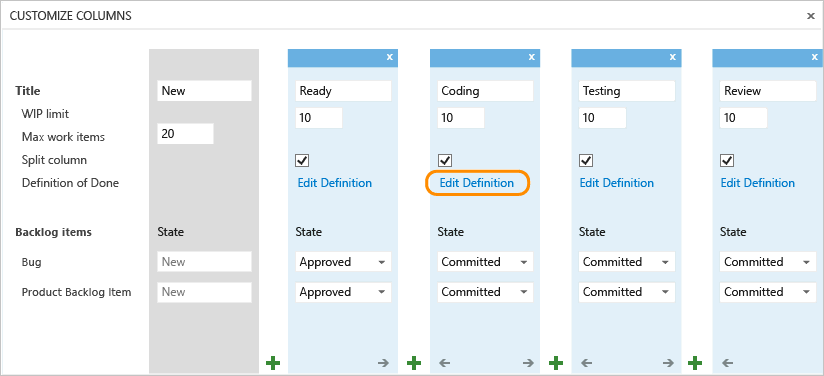 CUSTOMIZE COLUMNS x
x x x x
Title New Ready Coding Testing Review
WIP limit 10 10 10 10
Max work items 20
Split column
Definition of Done Edit Definition Edit Definition Edit Definition Edit Definition
Backlog items State State State State State
Bug New Approved Committed Committed Committed
Product Backlog Item New Approved Committed Committed Committed